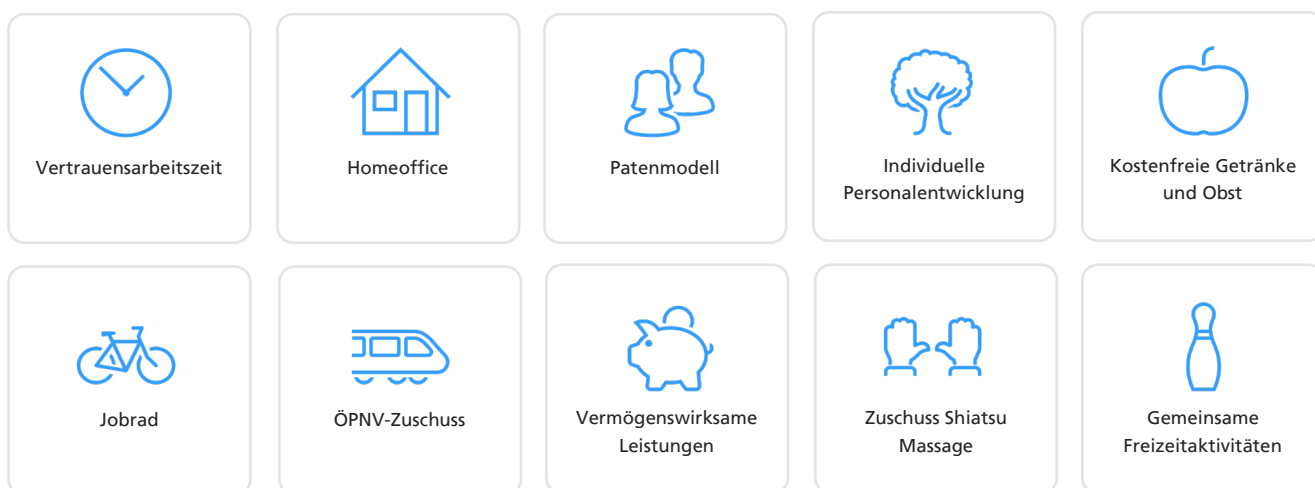 Vertrauensarbeitszeit
Homeoffice
Patenmodell
Individuelle
Personalentwicklung
Kostenfreie Getränke
und Obst
Jobrad
ÖPNV-Zuschuss
Vermögenswirksame
Leistungen
Zuschuss Shiatsu
Massage
Gemeinsame
Freizeitaktivitäten